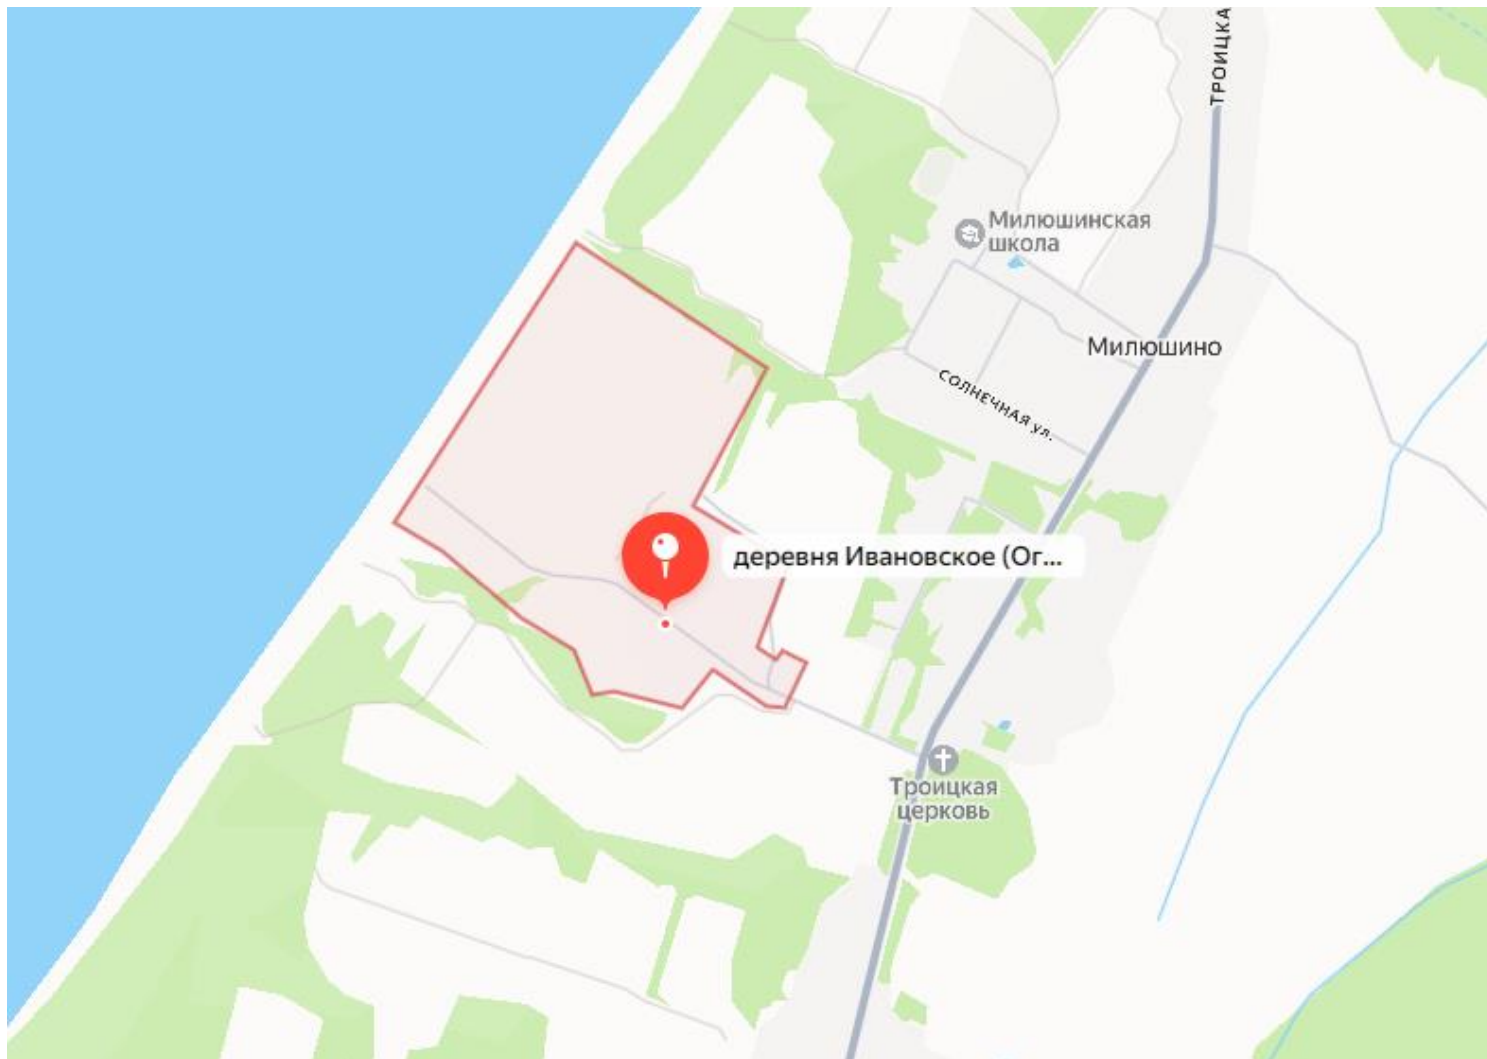 ТРОИЦКА
Милюшинская
школа
Милюшино
СОЛНЕЧНАЯ ул.
деревня Ивановское (Ог...
Троицкая
церковь